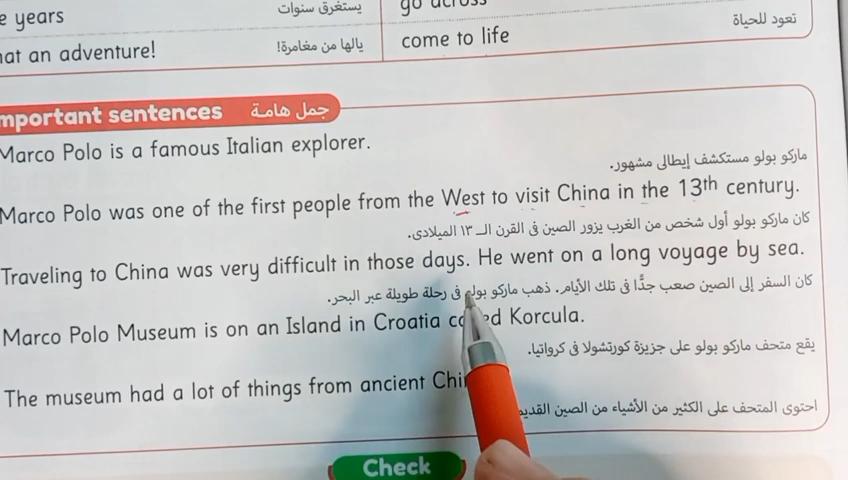 years يستغرق سنوات go across
an adventure! يالها من مغامرة! come to life تعود للحياة
sentences جمل هامة
Marco Polo is a famous Italian explorer.
ماركو بولو مستكشف إيطالى مشهور.
Marco Polo was one of the first people from the West to visit China in the 13th century.
كان ماركو بولو أول شخص من الغرب يزور الصين فى القرن الـ ١٣ الميلادى.
Traveling to China was very difficult in those days. He went on a long voyage by sea.
كان السفر إلى الصين صعب جدًّا فى تلك الأيام. ذهب ماركو بولو فى رحلة طويلة عبر البحر.
Marco Polo Museum is on an Island in Croatia Korcula.
يقع متحف ماركو بولو على جزيزة كورتشولا فى كرواتيا.
The museum had a lot of things from ancient
احتوى المتحف على الكثير من الأشياء من الصين
Check